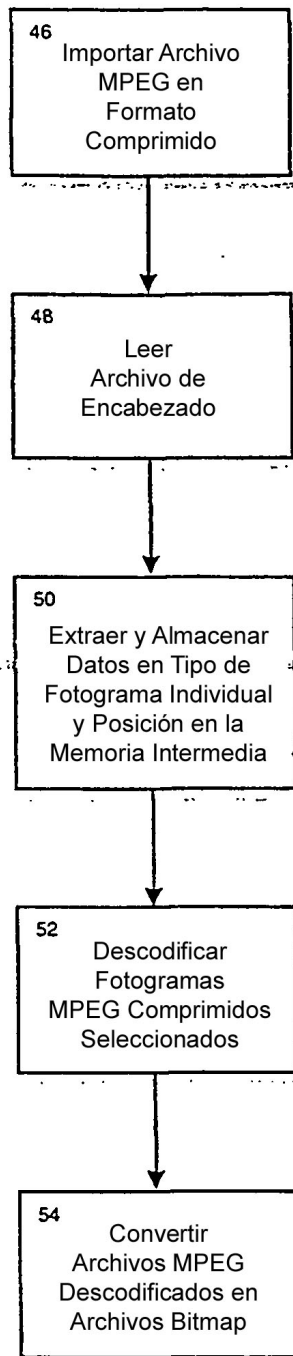 46
Importar Archivo
MPEG en
Formato
Comprimido
48
Leer
Archivo de
Encabezado
50
Extraer y Almacenar
Datos en Tipo de
Fotograma Individual
y Posición en la
Memoria Intermedia
52
Descodificar
Fotogramas
MPEG Comprimidos
Seleccionados
54
Convertir
Archivos MPEG
Descodificados en
Archivos Bitmap